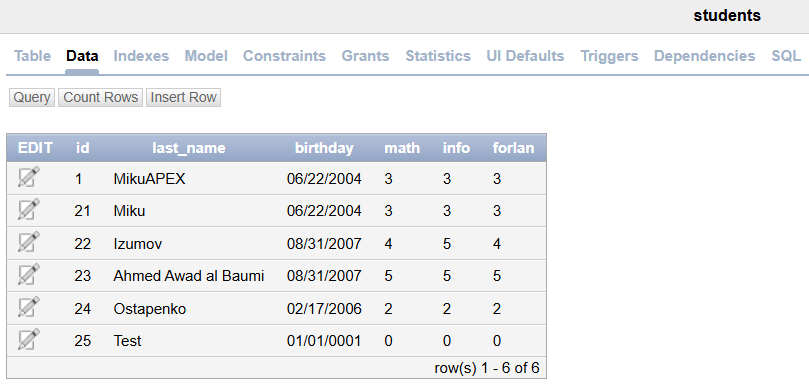 students
Table Data Indexes Model Constraints Grants Statistics UI Defaults Triggers Dependencies SQL
Query Count Rows Insert Row
EDIT id last_name birthday math info forlan
1 MikuAPEX 06/22/2004 3 3 3
21 Miku 06/22/2004 3 3 3
22 Izumov 08/31/2007 4 5 4
23 Ahmed Awad al Baumi 08/31/2007 5 5 5
24 Ostapenko 02/17/2006 2 2 2
25 Test 01/01/0001 0 0 0
row(s) 1 - 6 of 6